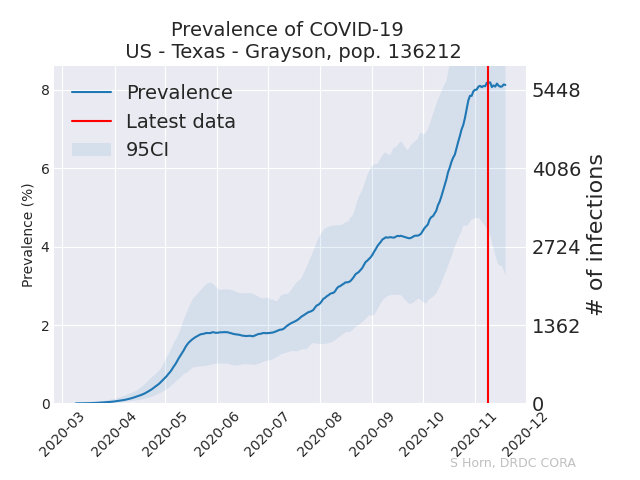 Prevalence of COVID-19
US - Texas - Grayson, pop. 136212
Prevalence
Latest data
95CI
Prevalence (%)
8
6
4
2
0
5448
4086
2724
1362
0
# of infections
2020-03
2020-04
2020-05
2020-06
2020-07
2020-08
2020-09
2020-10
2020-11
2020-12
S Horn, DRDC CORA